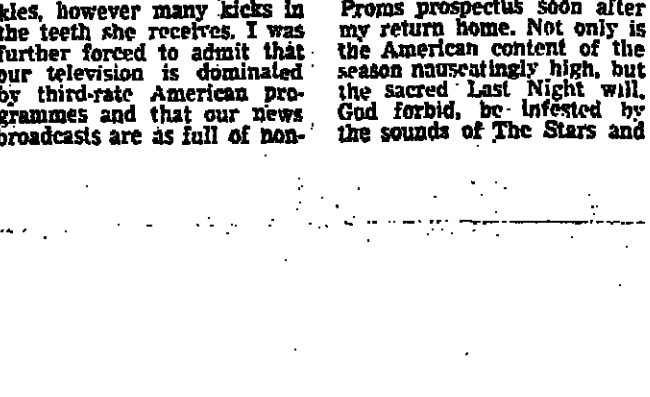 kles, however many kicks in
the teeth she receives. I was
further forced to admit that
our television is dominated
by third-rate American pro-
grammes and that our news
broadcasts are as full of non-
Proms prospectus soon after
my return home. Not only is
the American content of the
season nauseatingly high, but
the sacred Last Night will,
God forbid, be infested by
the sounds of The Stars and